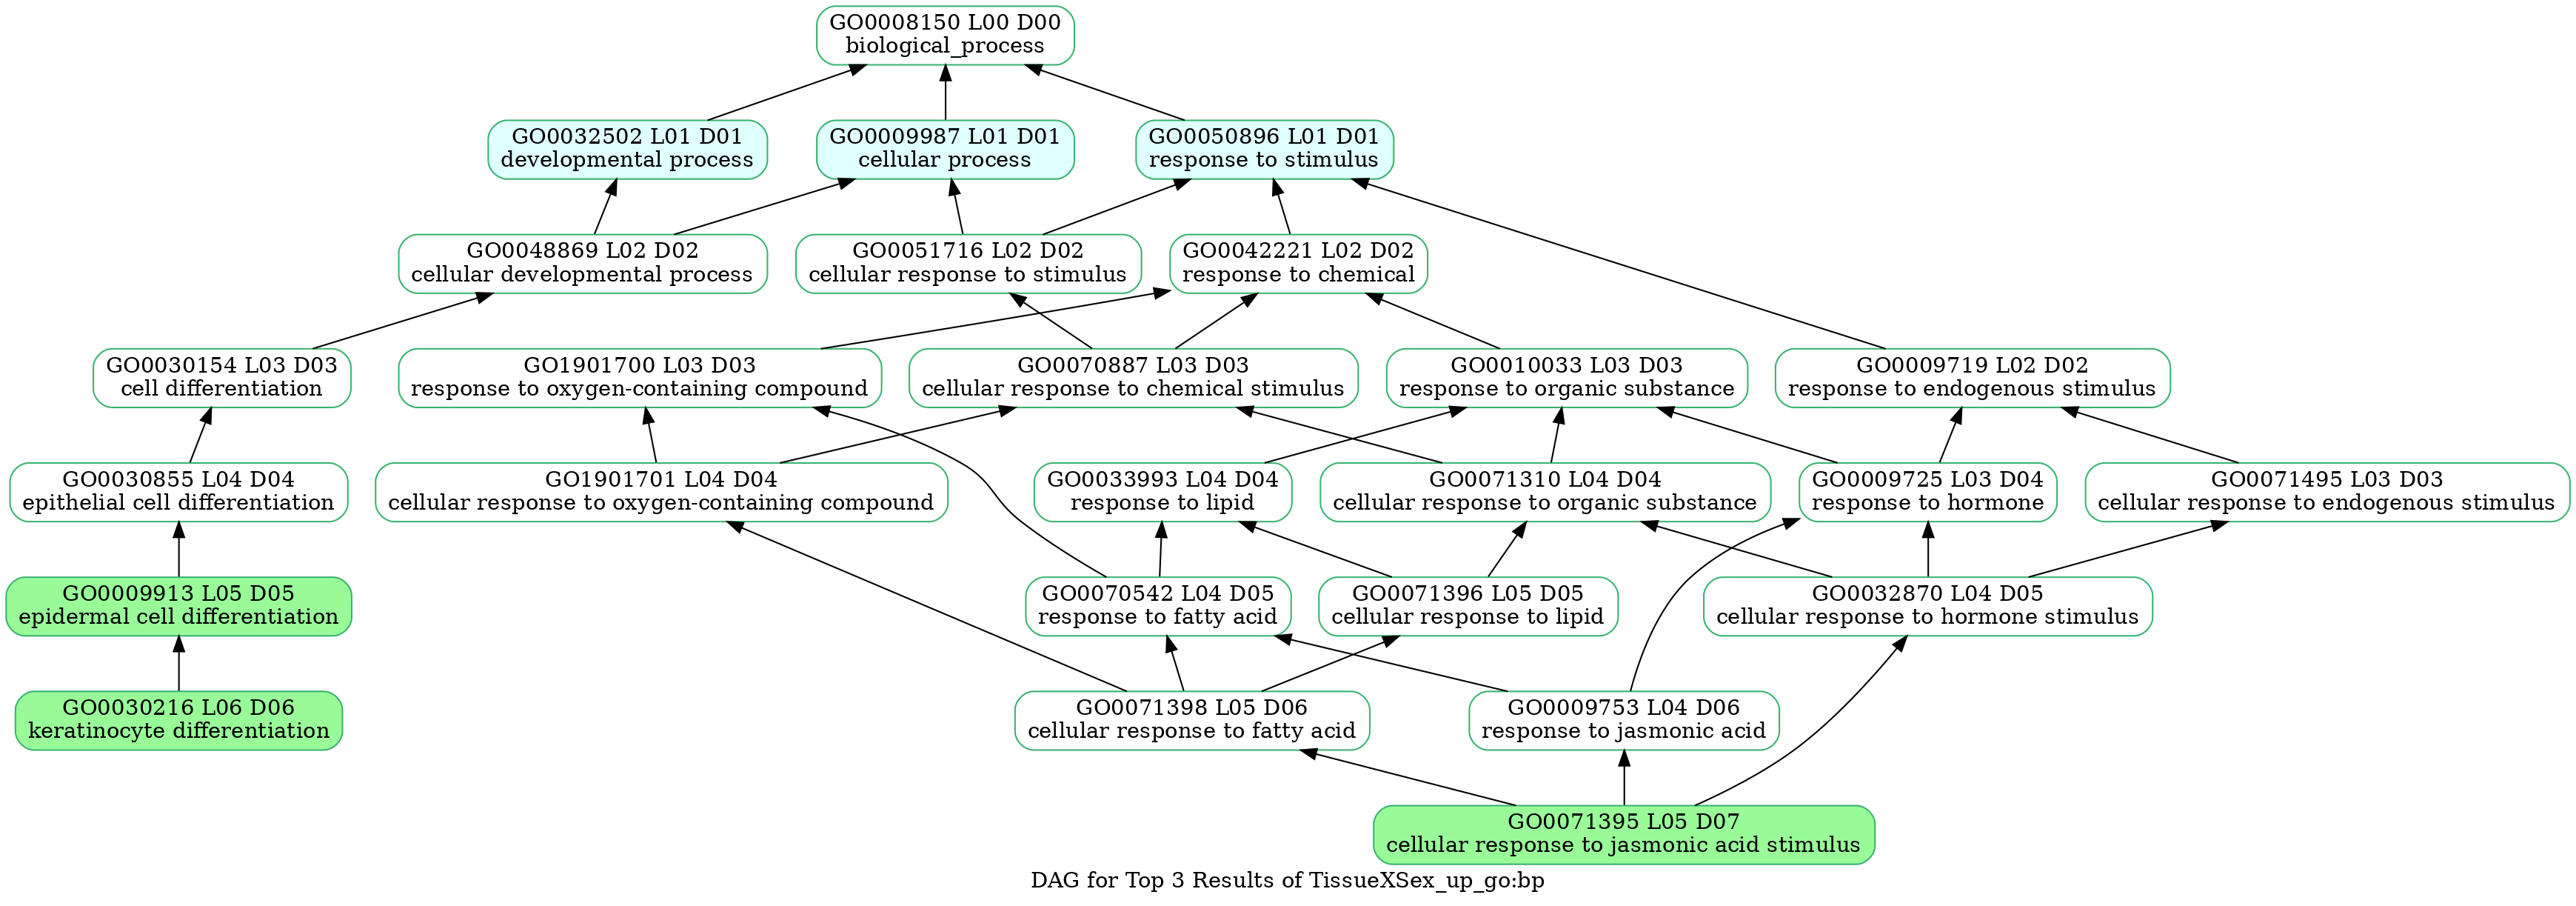 GO0008150 L00 D00
biological_process
GO0032502 L01 D01
developmental process
GO0009987 L01 D01
cellular process
GO0050896 L01 D01
response to stimulus
GO0048869 L02 D02
cellular developmental process
GO0051716 L02 D02
cellular response to stimulus
GO0042221 L02 D02
response to chemical
GO0030154 L03 D03
cell differentiation
GO1901700 L03 D03
response to oxygen-containing compound
GO0070887 L03 D03
cellular response to chemical stimulus
GO0010033 L03 D03
response to organic substance
GO0009719 L02 D02
response to endogenous stimulus
GO0030855 L04 D04
epithelial cell differentiation
GO1901701 L04 D04
cellular response to oxygen-containing compound
GO0033993 L04 D04
response to lipid
GO0071310 L04 D04
cellular response to organic substance
GO0009725 L03 D04
response to hormone
GO0071495 L03 D03
cellular response to endogenous stimulus
GO0009913 L05 D05
epidermal cell differentiation
GO0070542 L04 D05
response to fatty acid
GO0071396 L05 D05
cellular response to lipid
GO0032870 L04 D05
cellular response to hormone stimulus
GO0030216 L06 D06
keratinocyte differentiation
GO0071398 L05 D06
cellular response to fatty acid
GO0009753 L04 D06
response to jasmonic acid
GO0071395 L05 D07
cellular response to jasmonic acid stimulus
DAG for Top 3 Results of TissueXSex_up_go:bp